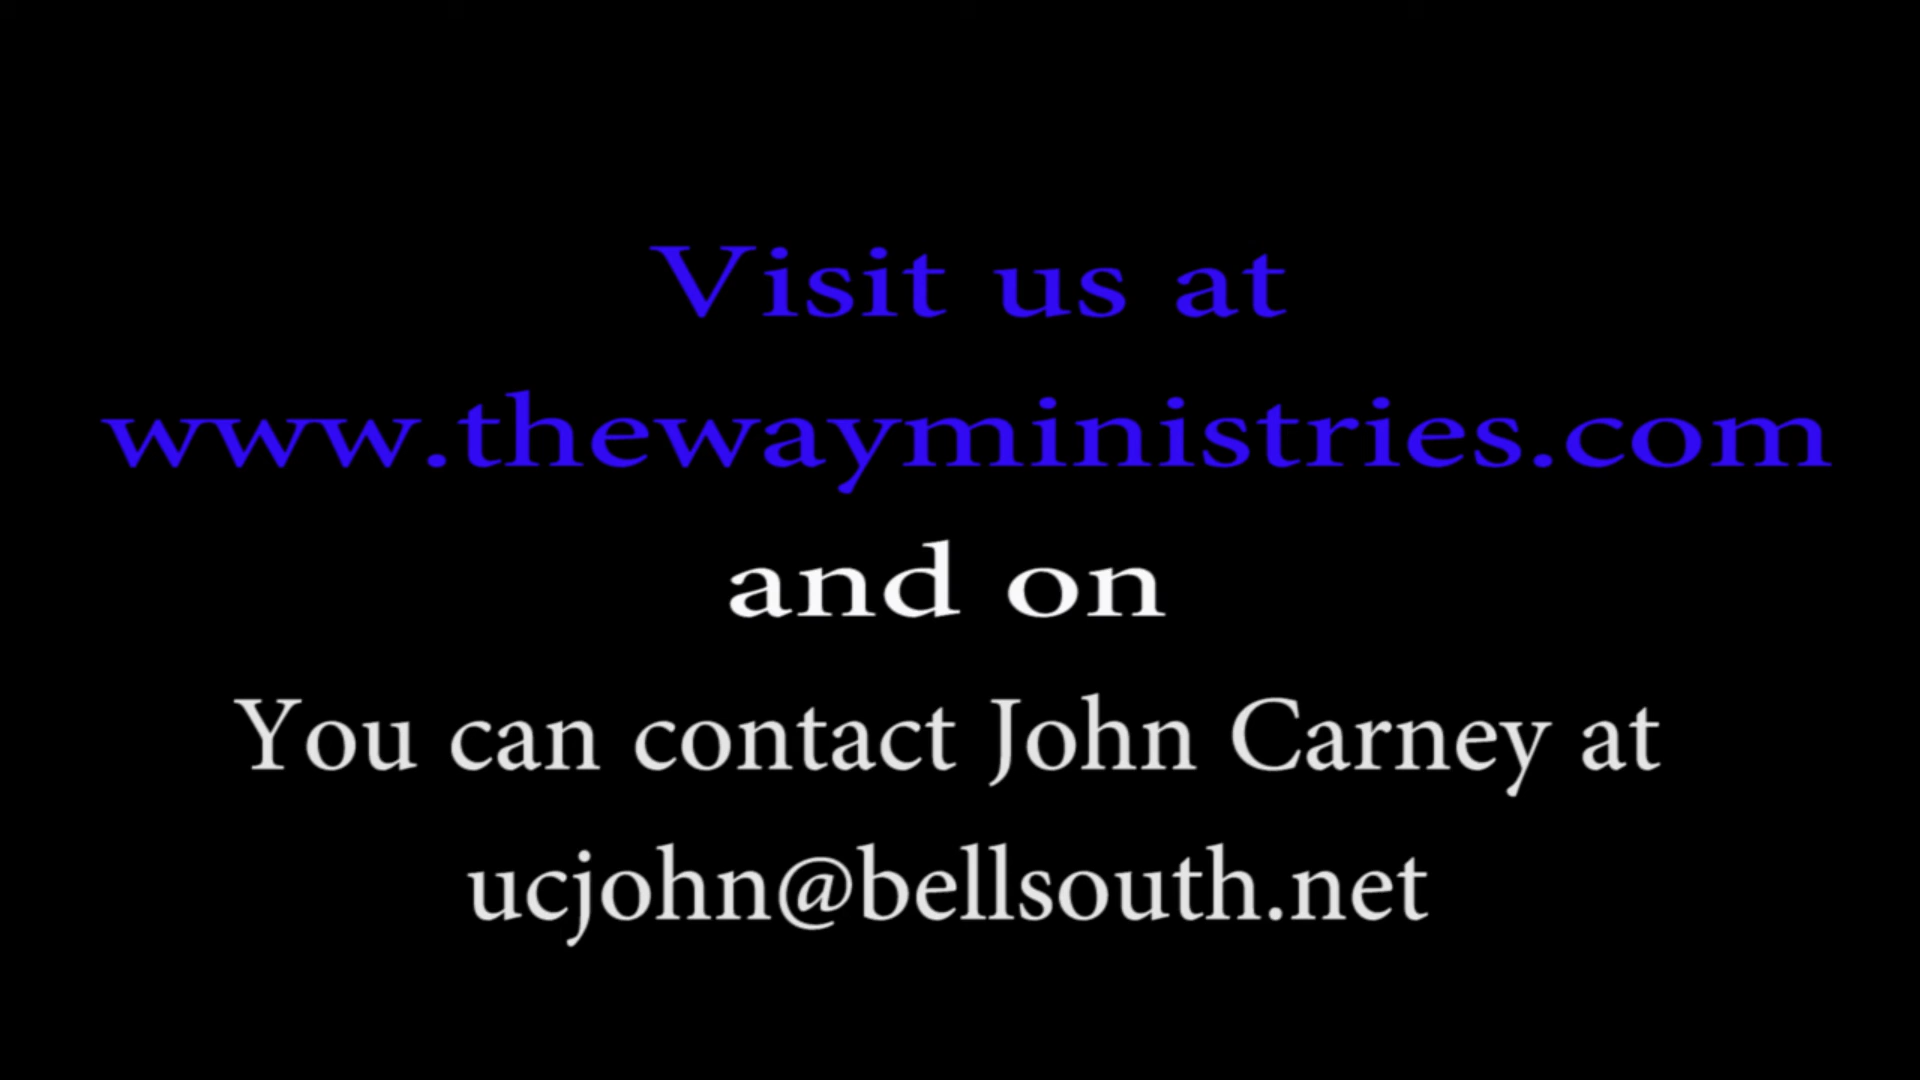 Visit us at
www.thewayministries.com
and on
You can contact John Carney at
ucjohn@bellsouth.net